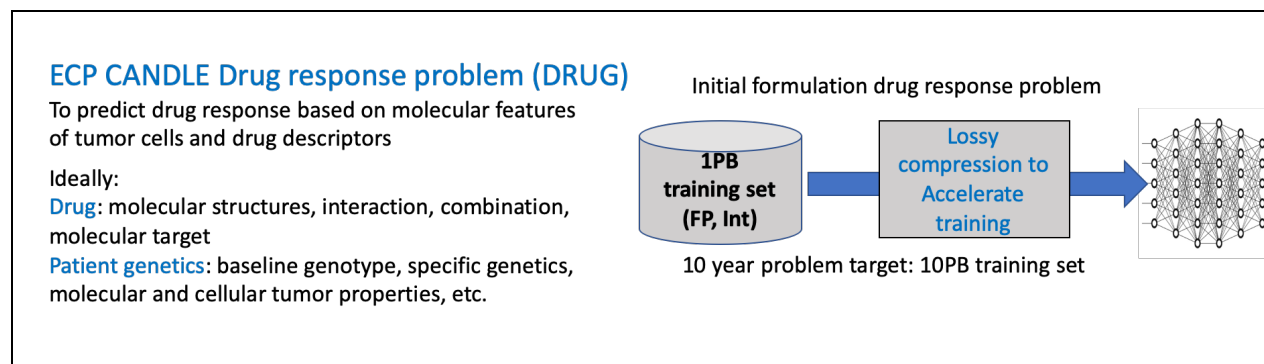 ECP CANDLE Drug response problem (DRUG)
To predict drug response based on molecular features
of tumor cells and drug descriptors
Ideally:
Drug: molecular structures, interaction, combination,
molecular target
Patient genetics: baseline genotype, specific genetics,
molecular and cellular tumor properties, etc.
Initial formulation drug response problem
1PB
training set
(FP, Int)
Lossy
compression to
Accelerate
training
10 year problem target: 10PB training set